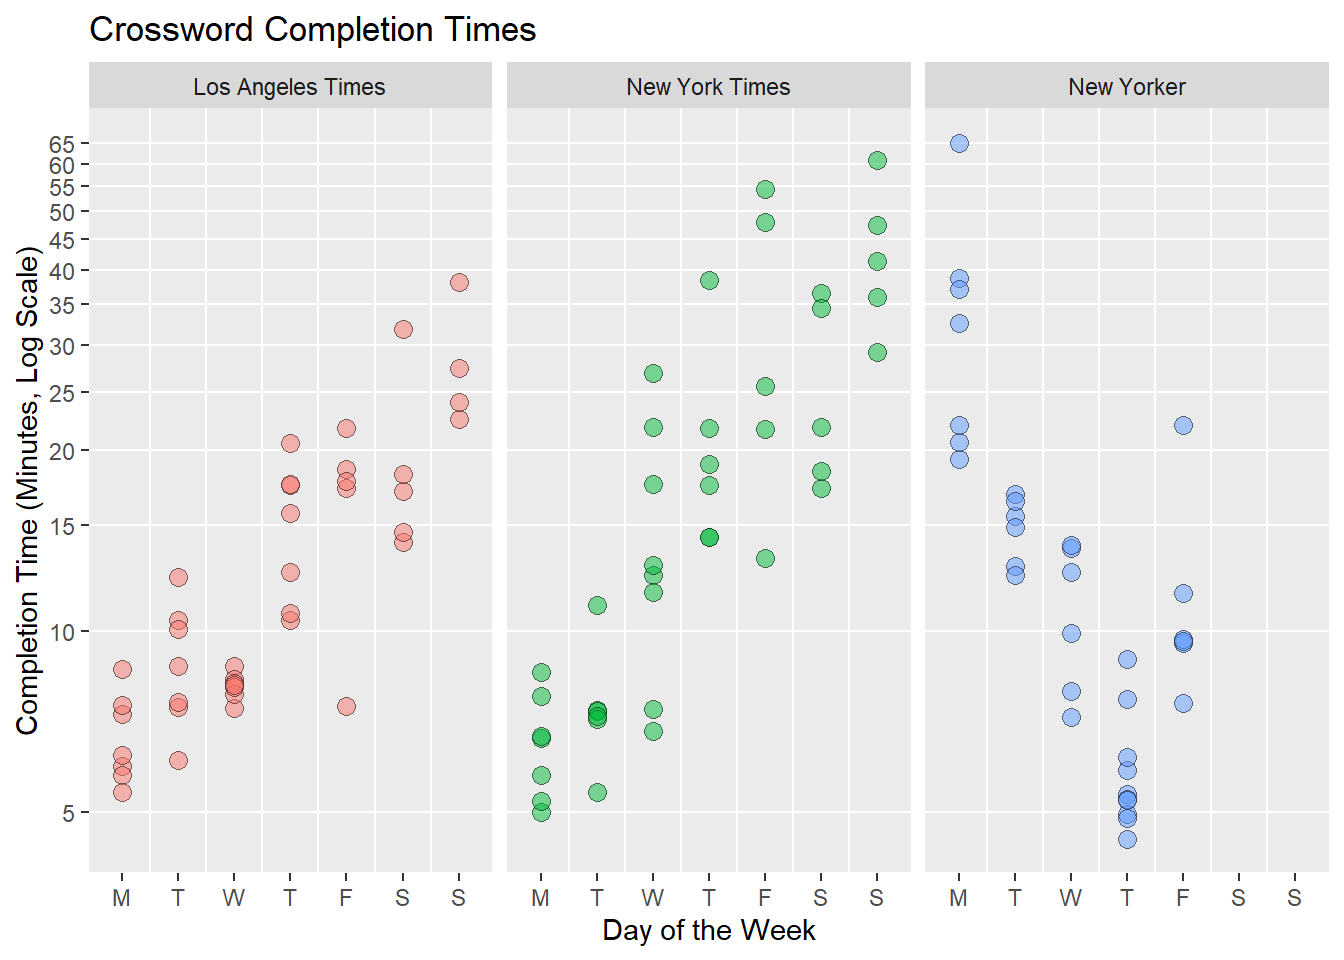 Crossword Completion Times
Los Angeles Times
New York Times
New Yorker
Completion Time (Minutes, Log Scale)
65
60
55
50
45
40
35
30
25
20
15
10
5
M T W T F S S
M T W T F S S
M T W T F S S
Day of the Week